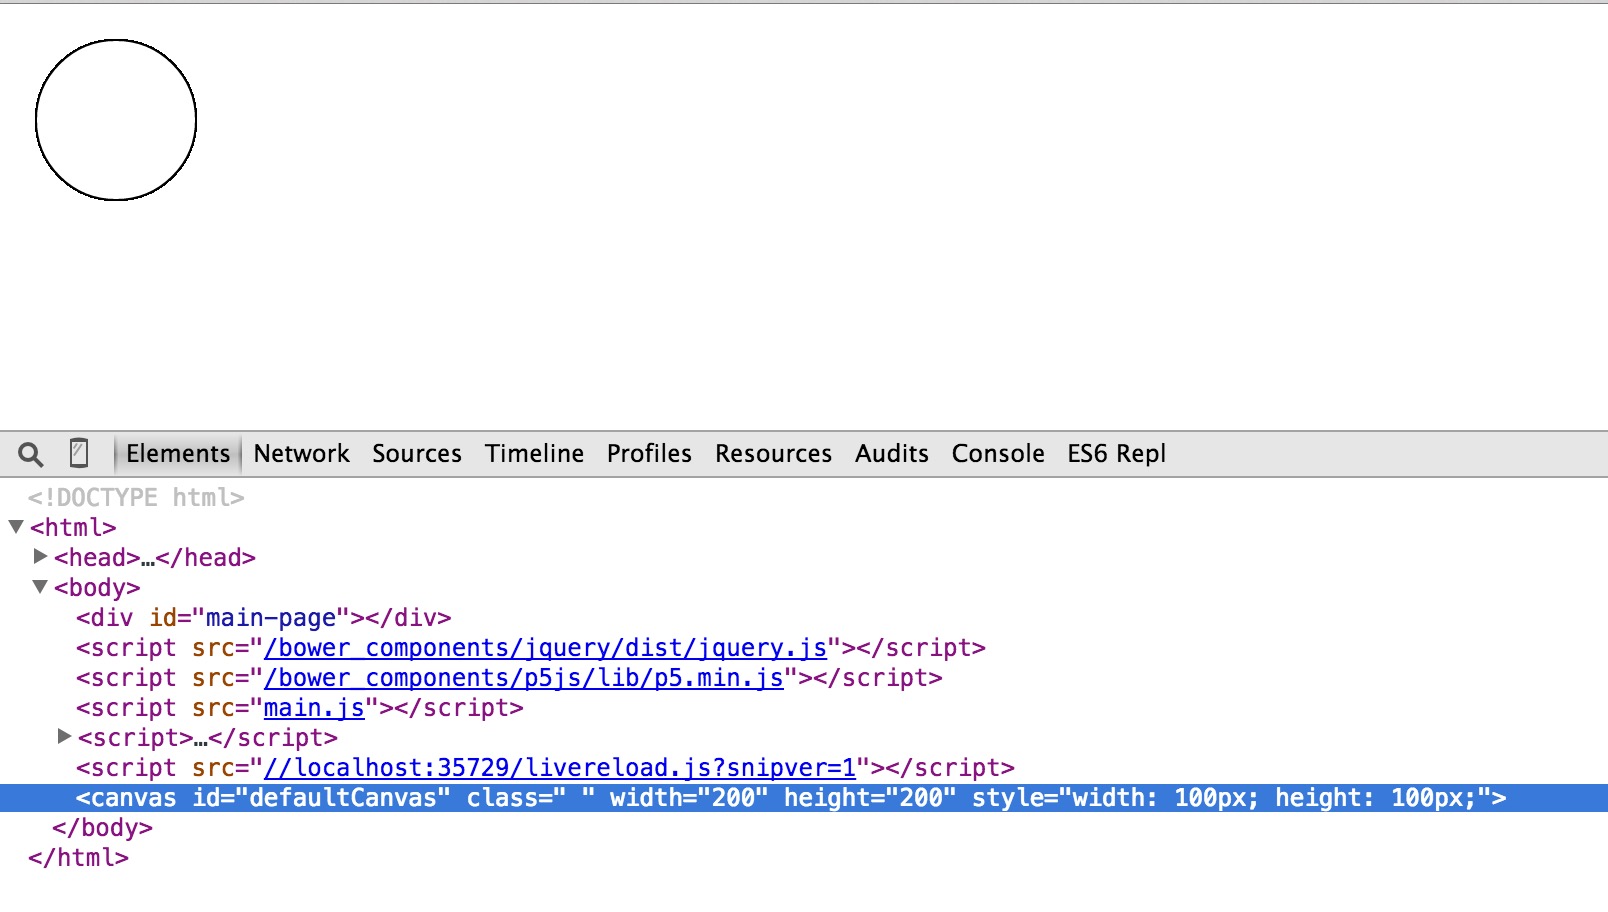 Elements Network Sources Timeline Profiles Resources Audits Console ES6 Repl
<!DOCTYPE html>
▼<html>
▶<head>…</head>
▼<body>
<div id="main-page"></div>
<script src="/bower_components/jquery/dist/jquery.js"></script>
<script src="/bower_components/p5js/lib/p5.min.js"></script>
<script src="main.js"></script>
▶<script>…</script>
<script src="//localhost:35729/livereload.js?snipver=1"></script>
<canvas id="defaultCanvas" class=" " width="200" height="200" style="width: 100px; height: 100px;">
</body>
</html>